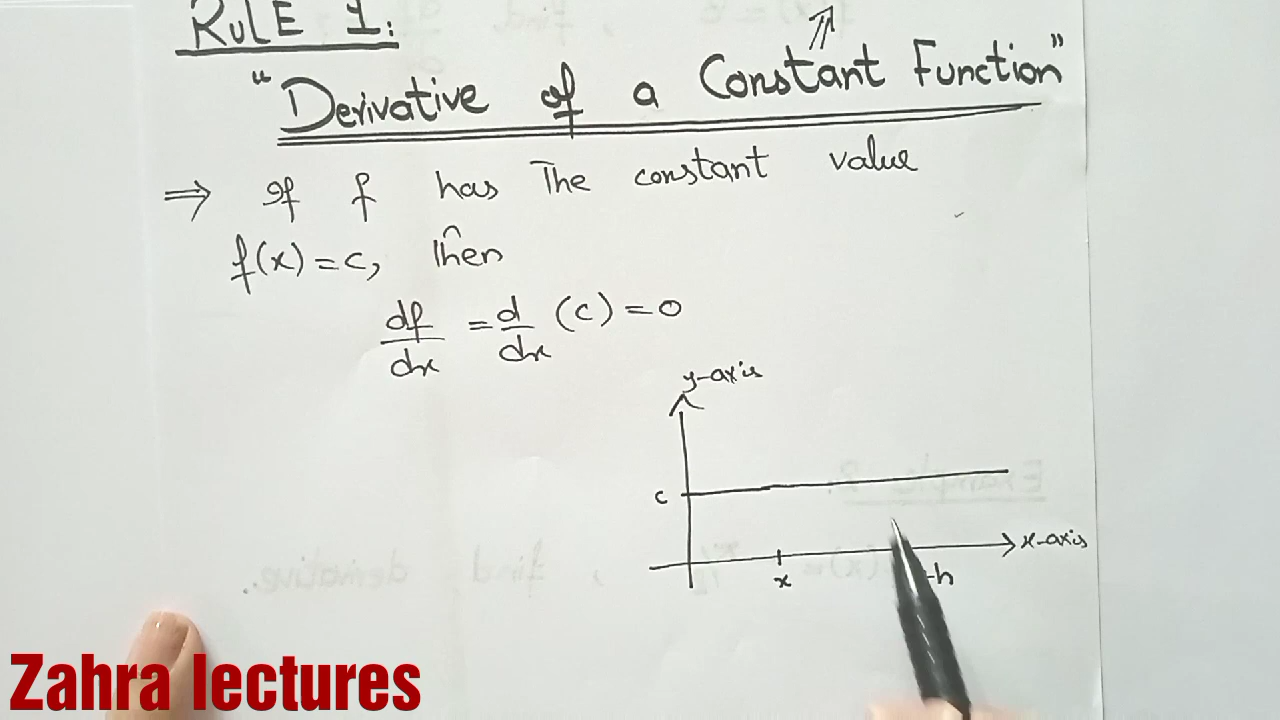 RULE 1:
"Derivative of a Constant Function"
⇒ If f has The constant value
f(x) = c, Then
df/dx = d/dx (c) = 0
y-axis
c
x-axis
x
Zahra lectures